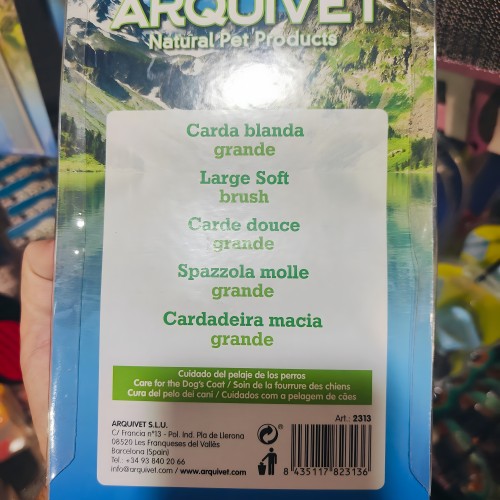 ARQUIVET
Natural Pet Products
Carda blanda
grande
Large Soft
brush
Carde douce
grande
Spazzola molle
grande
Cardadeira macia
grande
Cuidado del pelaje de los perros
Care for the Dog's Coat / Soin de la fourrure des chiens
Cura del pelo dei cani / Cuidados com a pelagem de cães
Art.: 2313
ARQUIVET S.L.U.
C/ Francia nº13 - Pol. Ind. Pla de Llerona
08520 Les Franqueses del Vallès
Barcelona (Spain)
Tel.: +34 93 840 20 66
info@arquivet.com / www.arquivet.com
8 435117 823136